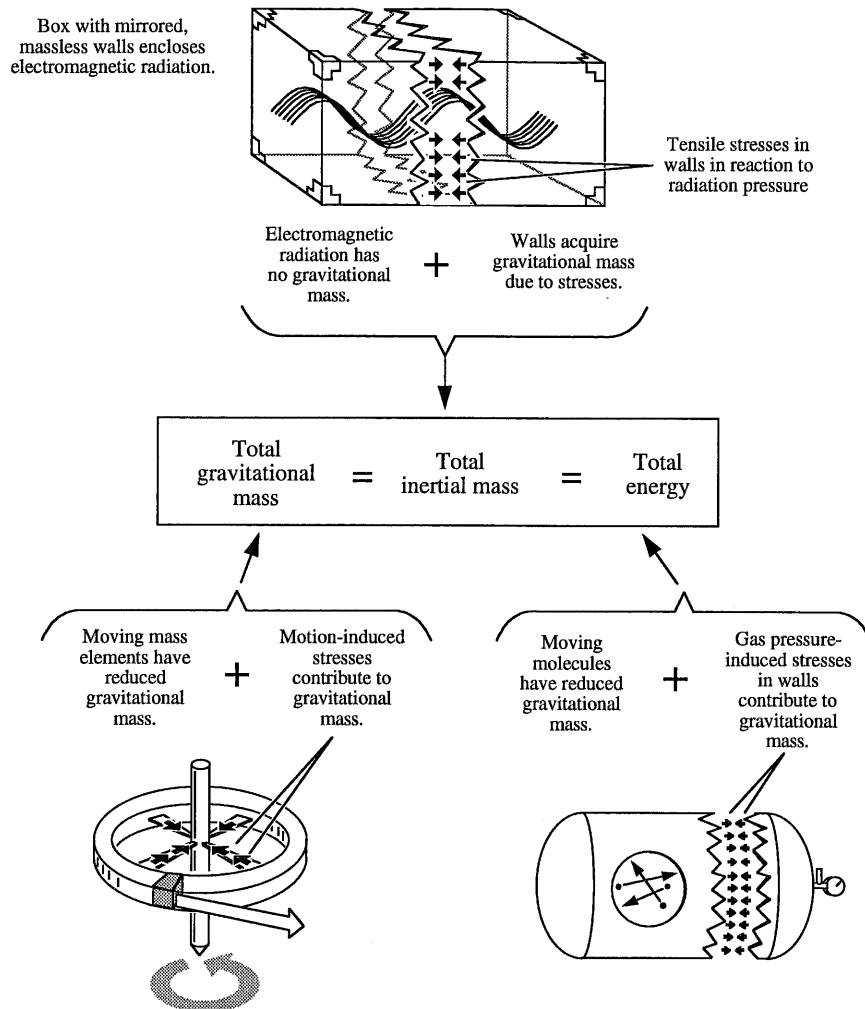 Box with mirrored,
massless walls encloses
electromagnetic radiation.
Tensile stresses in
walls in reaction to
radiation pressure
Electromagnetic
radiation has
no gravitational
mass.
+
Walls acquire
gravitational mass
due to stresses.
Total
gravitational
mass
=
Total
inertial mass
=
Total
energy
Moving mass
elements have
reduced
gravitational
mass.
+
Motion-induced
stresses
contribute to
gravitational
mass.
Moving
molecules
have reduced
gravitational
mass.
+
Gas pressure-
induced stresses
in walls
contribute to
gravitational
mass.